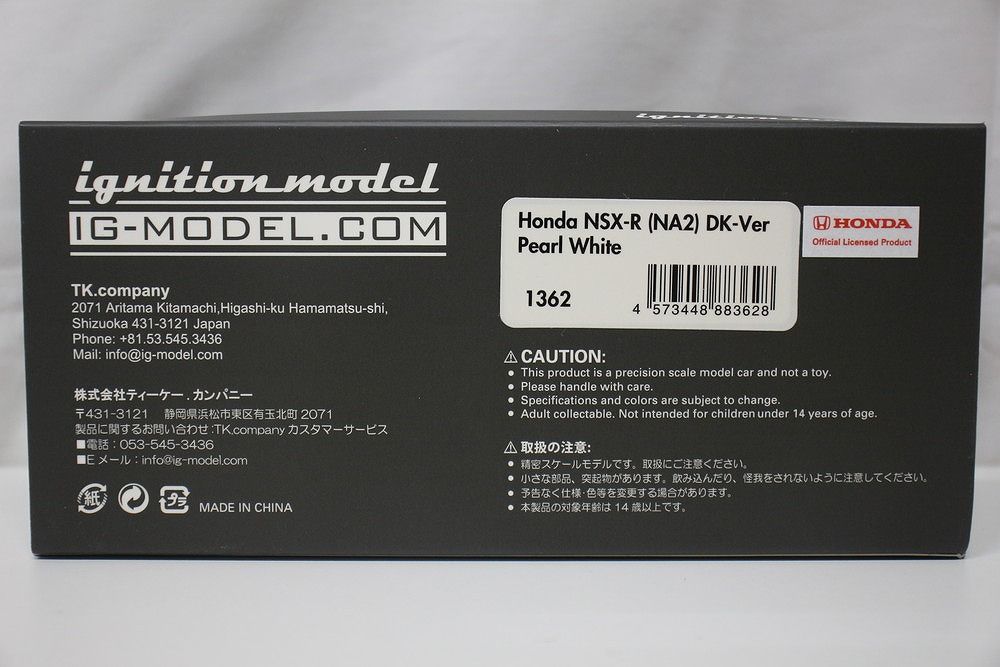 ignition model
ignition model
IG-MODEL.COM
TK.company
2071 Aritama Kitamachi,Higashi-ku Hamamatsu-shi,
Shizuoka 431-3121 Japan
Phone: +81.53.545.3436
Mail: info@ig-model.com
株式会社ティーケー．カンパニー
〒431-3121 静岡県浜松市東区有玉北町 2071
製品に関するお問い合わせ：TK.company カスタマーサービス
■電話：053-545-3436
■Eメール：info@ig-model.com
紙
プラ
MADE IN CHINA
Honda NSX-R (NA2) DK-Ver
Pearl White
1362
4 573448 883628
HONDA
Official Licensed Product
⚠ CAUTION:
● This product is a precision scale model car and not a toy.
● Please handle with care.
● Specifications and colors are subject to change.
● Adult collectable. Not intended for children under 14 years of age.
⚠ 取扱の注意:
● 精密スケールモデルです。取扱にご注意ください。
● 小さな部品、突起物があります。飲み込んだり、怪我をされないように注意してください。
● 予告なく仕様・色等を変更する場合があります。
● 本製品の対象年齢は 14 歳以上です。